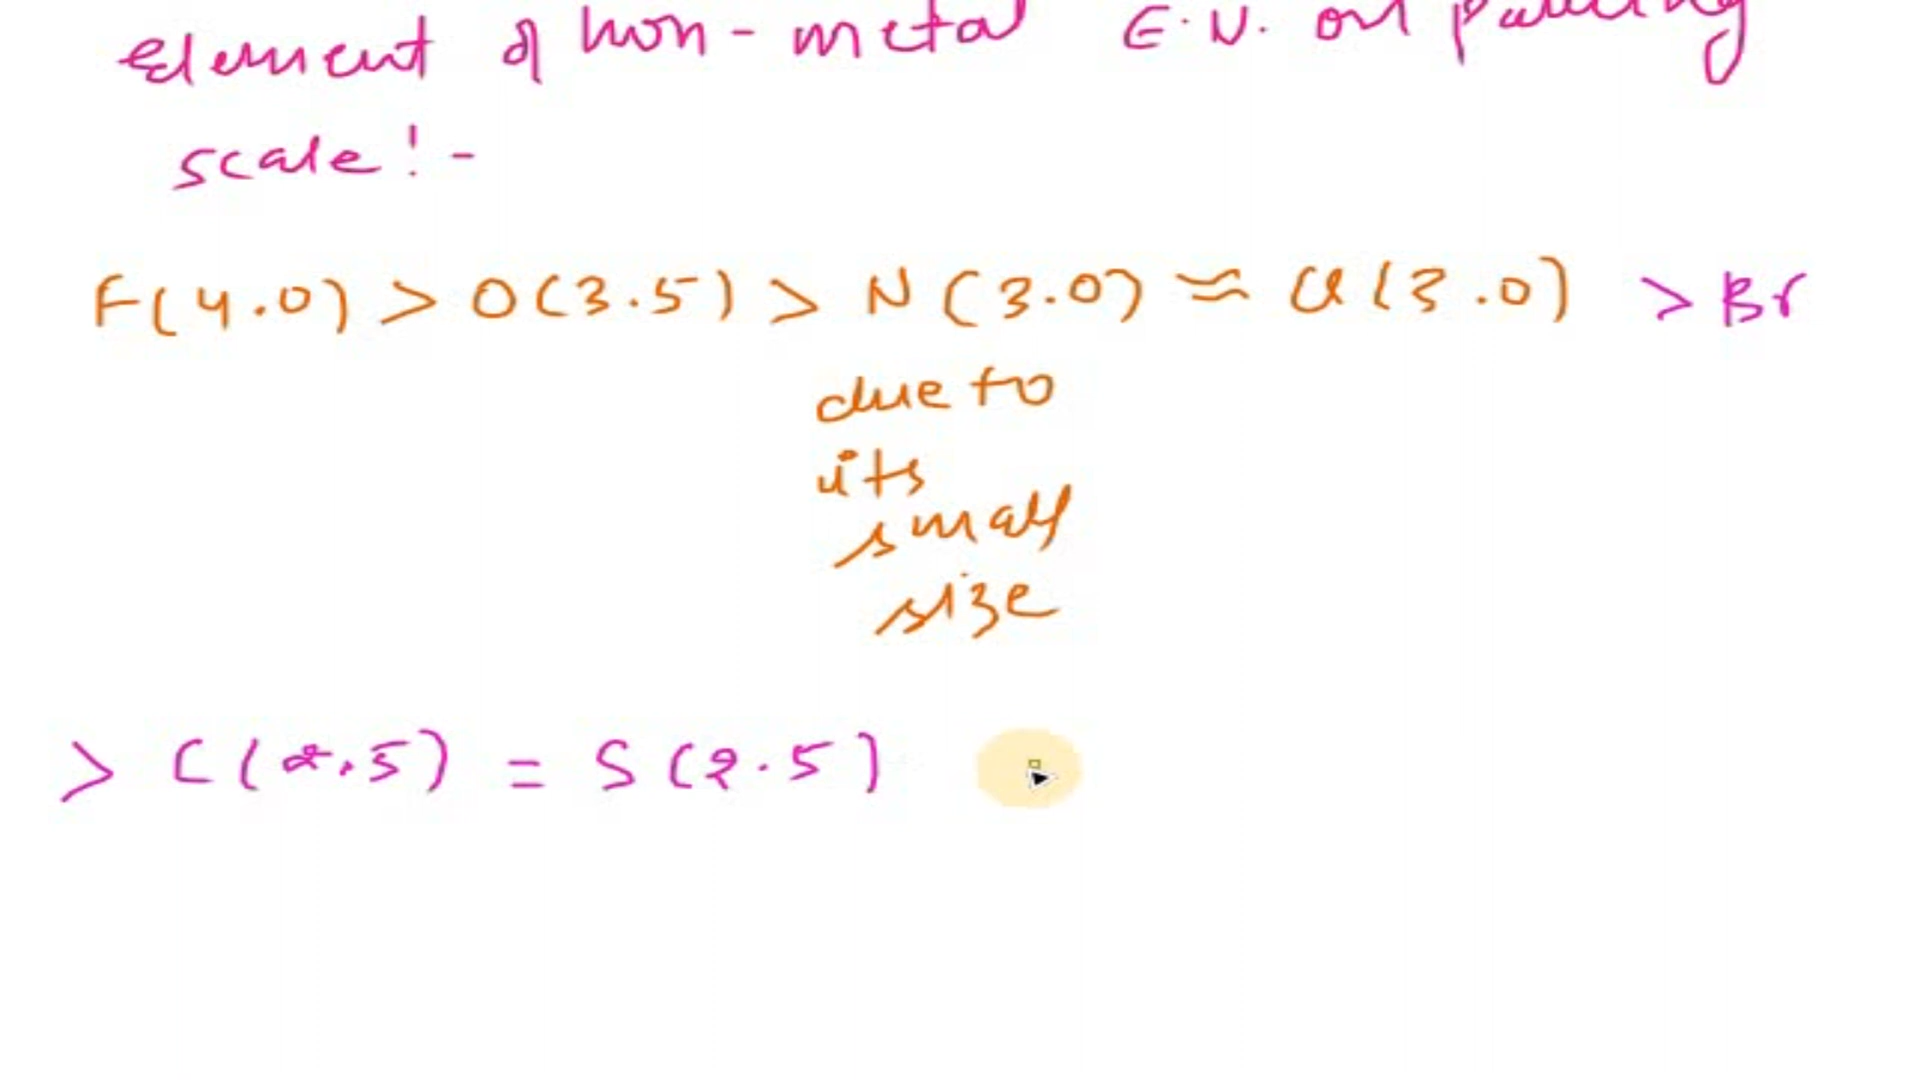 Element of non-metal E.N. on pauling
scale! -
F(4.0) > O(3.5) > N(3.0) ≈ Cl(3.0) > Br
due to
its
small
size
> C(2.5) = S(2.5)